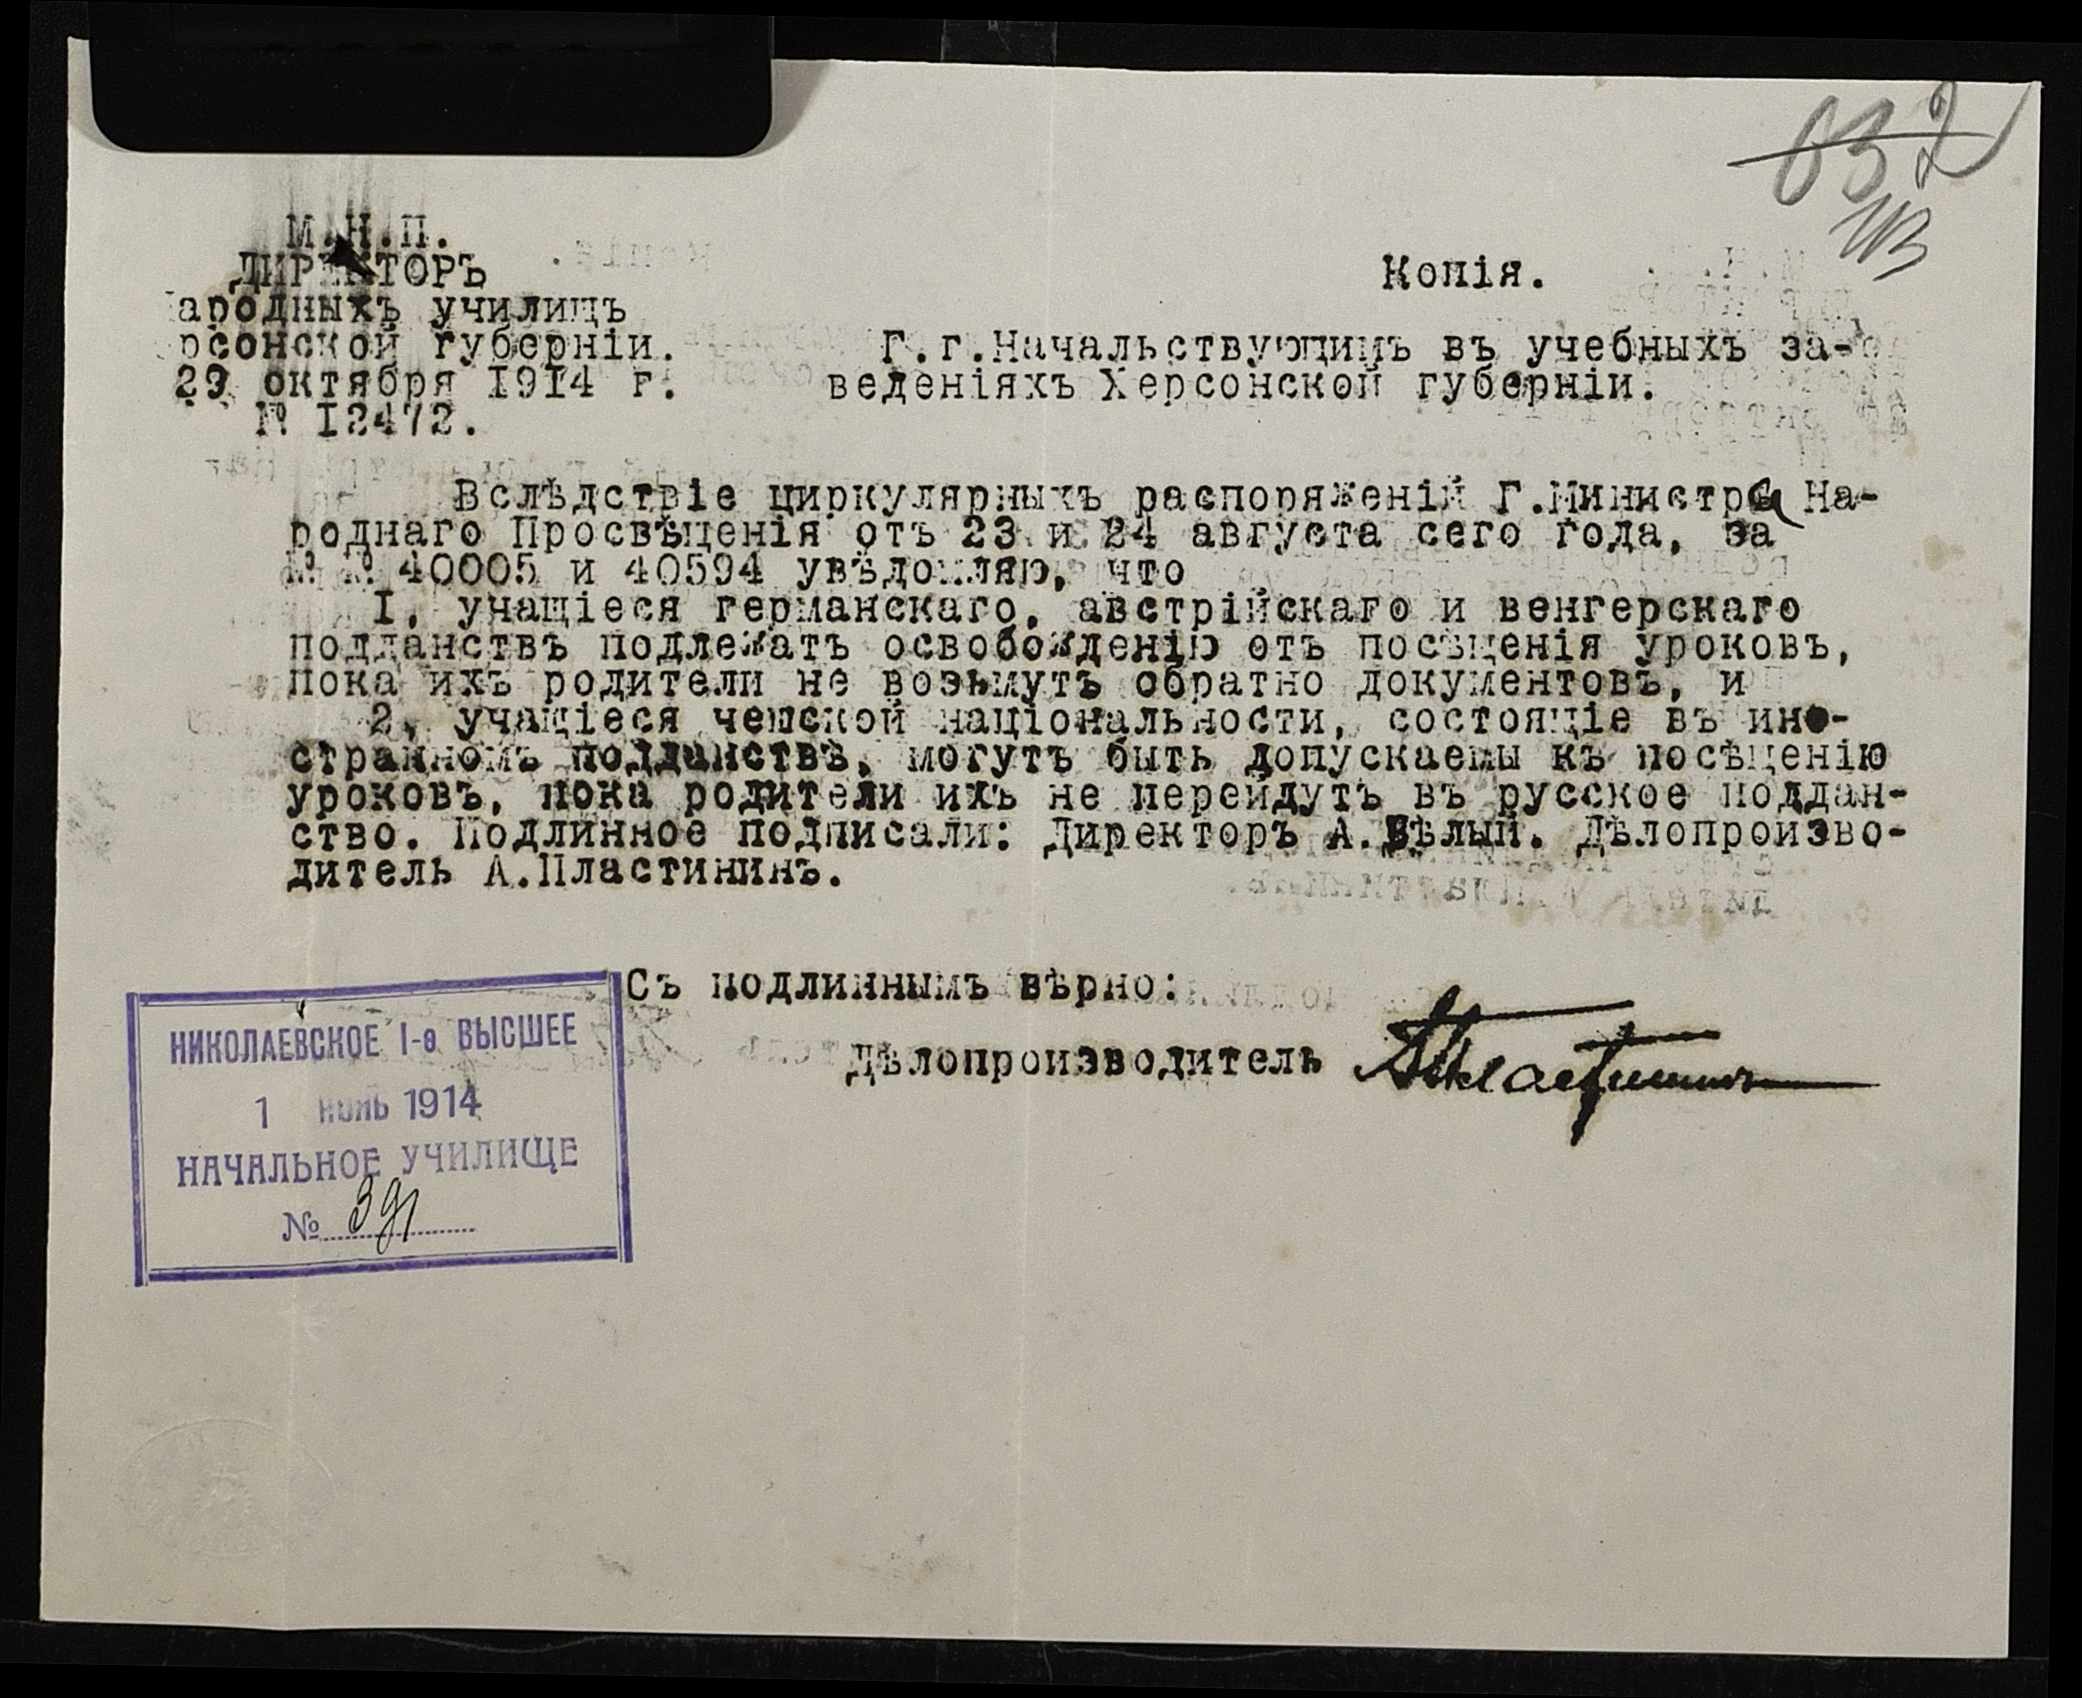 М.Н.П.
ДИРЕКТОРЪ
ародныхъ училищъ
рсонской губерніи.
29 октября 1914 г.
№ 12472.
Копія.
Г.г.Начальствующимъ въ учебныхъ за-
веденіяхъ Херсонской губерніи.
Вслѣдствіе циркулярныхъ распоряженій Г.Министра На-
роднаго Просвѣщенія отъ 23 и 24 августа сего года, за
№ № 40005 и 40594 увѣдомляю, что
I, учащіеся германскаго, австрійскаго и венгерскаго
подданствъ подлежатъ освобожденію отъ посѣщенія уроковъ,
пока ихъ родители не возьмутъ обратно документовъ, и
2, учащіеся чешской національности, состоящіе въ ино-
странномъ подданствѣ, могутъ быть допускаемы къ посѣщенію
уроковъ, пока родители ихъ не перейдутъ въ русское поддан-
ство. Подлинное подписали: Директоръ А.Бѣлый. Дѣлопроизво-
дитель А.Пластининъ.
Съ подлиннымъ вѣрно:
Дѣлопроизводитель АПластининъ
НИКОЛАЕВСКОЕ I-е ВЫСШЕЕ
1 1914
НАЧАЛЬНОЕ УЧИЛИЩЕ
№ 391